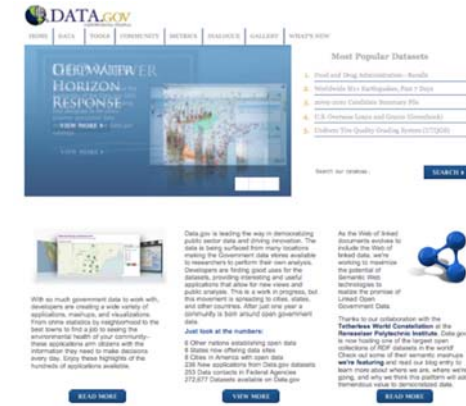 DATA.GOV
HOME DATA TOOLS COMMUNITY METRICS DIALOGUE GALLERY WHAT'S NEW
HORIZON
RESPONSE
VIEW MORE
VIEW MORE
Most Popular Datasets
1. Food and Drug Administration--Recalls
2. Worldwide M1+ Earthquakes, Past 7 Days
3. Candidate Summary File
4. U.S. Overseas Loans and Grants (Greenbook)
5. Uniform Tire Quality Grading System (UTQGS)
Search our catalog...
SEARCH
With so much government data to work with,
developers are creating a wide variety of
applications, mashups, and visualizations.
From crime statistics by neighborhood to the
best towns to find a job to seeing the
environmental health of your community-
these applications arm citizens with the
information they need to make decisions
every day. Enjoy these highlights of the
hundreds of applications available.
READ MORE
Data.gov is leading the way in democratizing
public sector data and driving innovation. The
data is being surfaced from many locations
making the Government data stores available
to researchers to perform their own analysis.
Developers are finding good uses for the
datasets, providing interesting and useful
applications that allow for new views and
public analysis. This is a work in progress, but
this movement is spreading to cities, states,
and other countries. After just one year a
community is born around open government
data.
Just look at the numbers:
6 Other nations establishing open data
8 States now offering data sites
8 Cities in America with open data
236 New applications from Data.gov datasets
253 Data contacts in Federal Agencies
272,677 Datasets available on Data.gov
VIEW MORE
As the Web of linked
documents evolves to
include the Web of
linked data, we're
working to maximize
the potential of
Semantic Web
technologies to
realize the promise of
Linked Open
Government Data.
Thanks to our collaboration with the
Tetherless World Constellation at the
Rensselaer Polytechnic Institute, Data.gov
is now hosting one of the largest open
collections of RDF datasets in the world!
Check out some of their semantic mashups
we're featuring and read our blog entry to
learn more about where we are, where we're
going, and why we think this platform will add
tremendous value to democratized data.
READ MORE